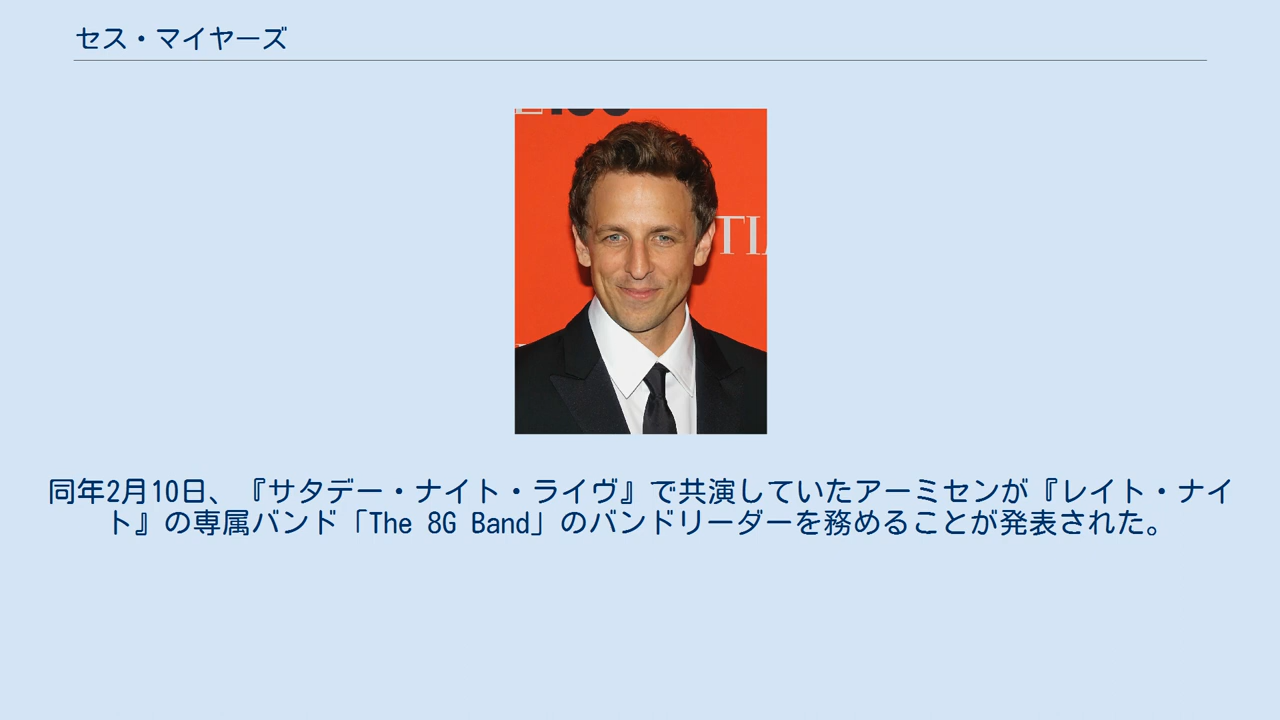 セス・マイヤーズ
TI
同年2月10日、『サタデー・ナイト・ライヴ』で共演していたアーミセンが『レイト・ナイ
ト』の専属バンド「The 8G Band」のバンドリーダーを務めることが発表された。